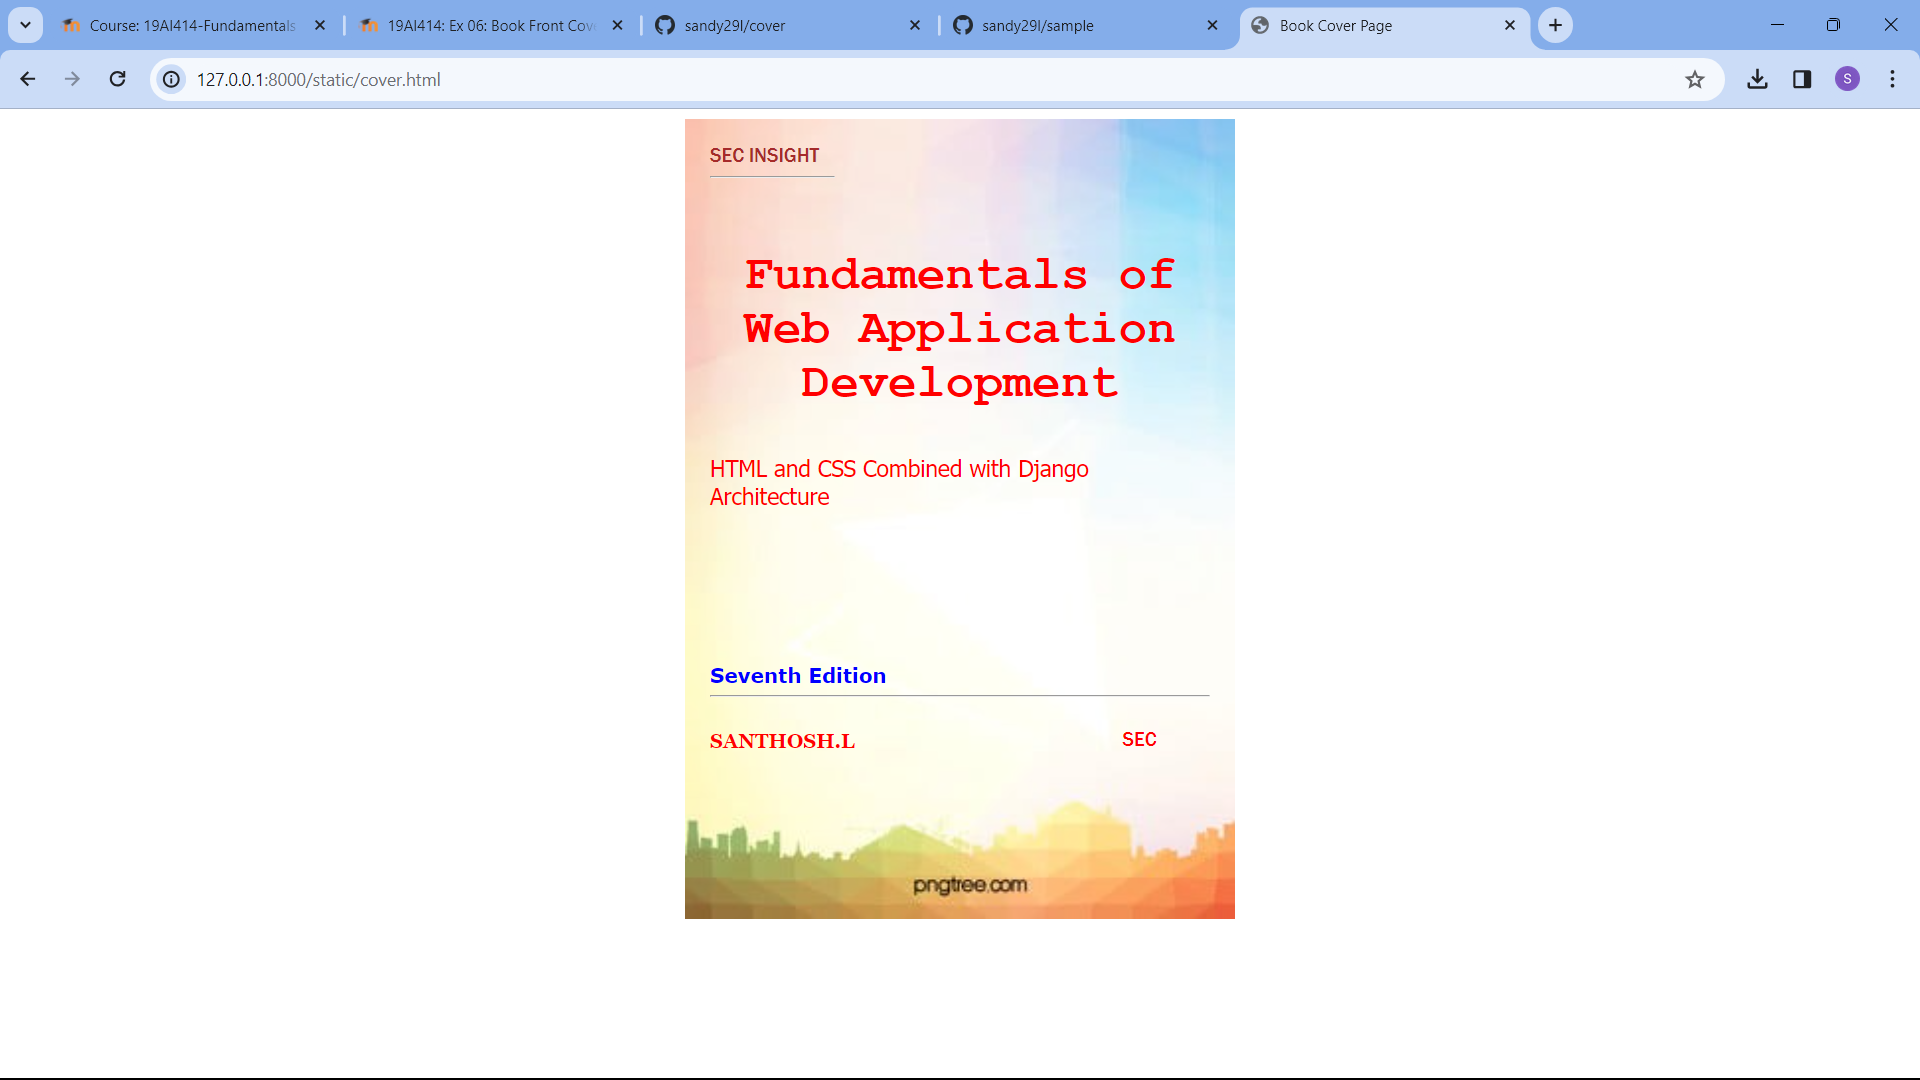 Course: 19AI414-Fundamentals
19AI414: Ex 06: Book Front Cov
sandy29l/cover
sandy29l/sample
Book Cover Page
127.0.0.1:8000/static/cover.html
S
SEC INSIGHT
Fundamentals of
Web Application
Development
HTML and CSS Combined with Django
Architecture
Seventh Edition
SANTHOSH.L
SEC
pngtree.com